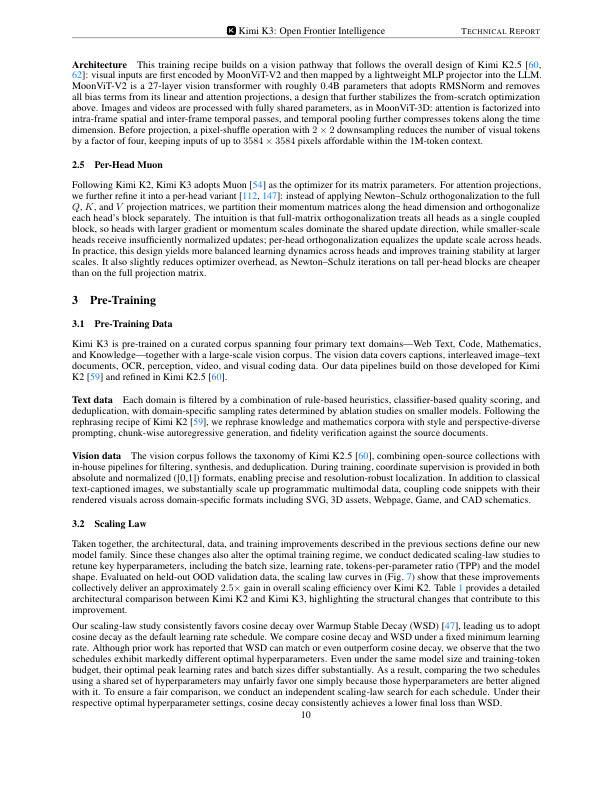 K Kimi K3: Open Frontier Intelligence TECHNICAL REPORT
Architecture This training recipe builds on a vision pathway that follows the overall design of Kimi K2.5 [60,
62]: visual inputs are first encoded by MoonViT-V2 and then mapped by a lightweight MLP projector into the LLM.
MoonViT-V2 is a 27-layer vision transformer with roughly 0.4B parameters that adopts RMSNorm and removes
all bias terms from its linear and attention projections, a design that further stabilizes the from-scratch optimization
above. Images and videos are processed with fully shared parameters, as in MoonViT-3D: attention is factorized into
intra-frame spatial and inter-frame temporal passes, and temporal pooling further compresses tokens along the time
dimension. Before projection, a pixel-shuffle operation with 2 × 2 downsampling reduces the number of visual tokens
by a factor of four, keeping inputs of up to 3584 × 3584 pixels affordable within the 1M-token context.
2.5 Per-Head Muon
Following Kimi K2, Kimi K3 adopts Muon [54] as the optimizer for its matrix parameters. For attention projections,
we further refine it into a per-head variant [112, 147]: instead of applying Newton–Schulz orthogonalization to the full
Q, K, and V projection matrices, we partition their momentum matrices along the head dimension and orthogonalize
each head's block separately. The intuition is that full-matrix orthogonalization treats all heads as a single coupled
block, so heads with larger gradient or momentum scales dominate the shared update direction, while smaller-scale
heads receive insufficiently normalized updates; per-head orthogonalization equalizes the update scale across heads.
In practice, this design yields more balanced learning dynamics across heads and improves training stability at larger
scales. It also slightly reduces optimizer overhead, as Newton–Schulz iterations on tall per-head blocks are cheaper
than on the full projection matrix.
3 Pre-Training
3.1 Pre-Training Data
Kimi K3 is pre-trained on a curated corpus spanning four primary text domains—Web Text, Code, Mathematics,
and Knowledge—together with a large-scale vision corpus. The vision data covers captions, interleaved image–text
documents, OCR, perception, video, and visual coding data. Our data pipelines build on those developed for Kimi
K2 [59] and refined in Kimi K2.5 [60].
Text data Each domain is filtered by a combination of rule-based heuristics, classifier-based quality scoring, and
deduplication, with domain-specific sampling rates determined by ablation studies on smaller models. Following the
rephrasing recipe of Kimi K2 [59], we rephrase knowledge and mathematics corpora with style and perspective-diverse
prompting, chunk-wise autoregressive generation, and fidelity verification against the source documents.
Vision data The vision corpus follows the taxonomy of Kimi K2.5 [60], combining open-source collections with
in-house pipelines for filtering, synthesis, and deduplication. During training, coordinate supervision is provided in both
absolute and normalized ([0,1]) formats, enabling precise and resolution-robust localization. In addition to classical
text-captioned images, we substantially scale up programmatic multimodal data, coupling code snippets with their
rendered visuals across domain-specific formats including SVG, 3D assets, Webpage, Game, and CAD schematics.
3.2 Scaling Law
Taken together, the architectural, data, and training improvements described in the previous sections define our new
model family. Since these changes also alter the optimal training regime, we conduct dedicated scaling-law studies to
retune key hyperparameters, including the batch size, learning rate, tokens-per-parameter ratio (TPP) and the model
shape. Evaluated on held-out OOD validation data, the scaling law curves in (Fig. 7) show that these improvements
collectively deliver an approximately 2.5× gain in overall scaling efficiency over Kimi K2. Table 1 provides a detailed
architectural comparison between Kimi K2 and Kimi K3, highlighting the structural changes that contribute to this
improvement.
Our scaling-law study consistently favors cosine decay over Warmup Stable Decay (WSD) [47], leading us to adopt
cosine decay as the default learning rate schedule. We compare cosine decay and WSD under a fixed minimum learning
rate. Although prior work has reported that WSD can match or even outperform cosine decay, we observe that the two
schedules exhibit markedly different optimal hyperparameters. Even under the same model size and training-token
budget, their optimal peak learning rates and batch sizes differ substantially. As a result, comparing the two schedules
using a shared set of hyperparameters may unfairly favor one simply because those hyperparameters are better aligned
with it. To ensure a fair comparison, we conduct an independent scaling-law search for each schedule. Under their
respective optimal hyperparameter settings, cosine decay consistently achieves a lower final loss than WSD.
10